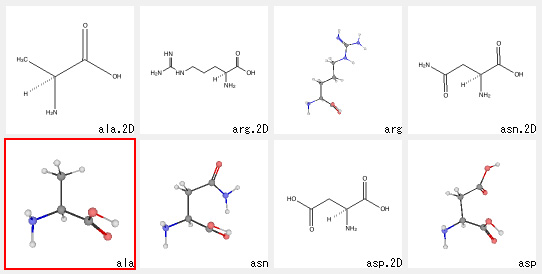 O
H₃C
OH
H
H₂N
ala.2D
NH
H₂N
NH
O
OH
H
NH₂
arg.2D
arg
O
H₂N
O
OH
H
NH₂
asn.2D
ala
asn
O
HO
O
OH
H
NH₂
asp.2D
asp